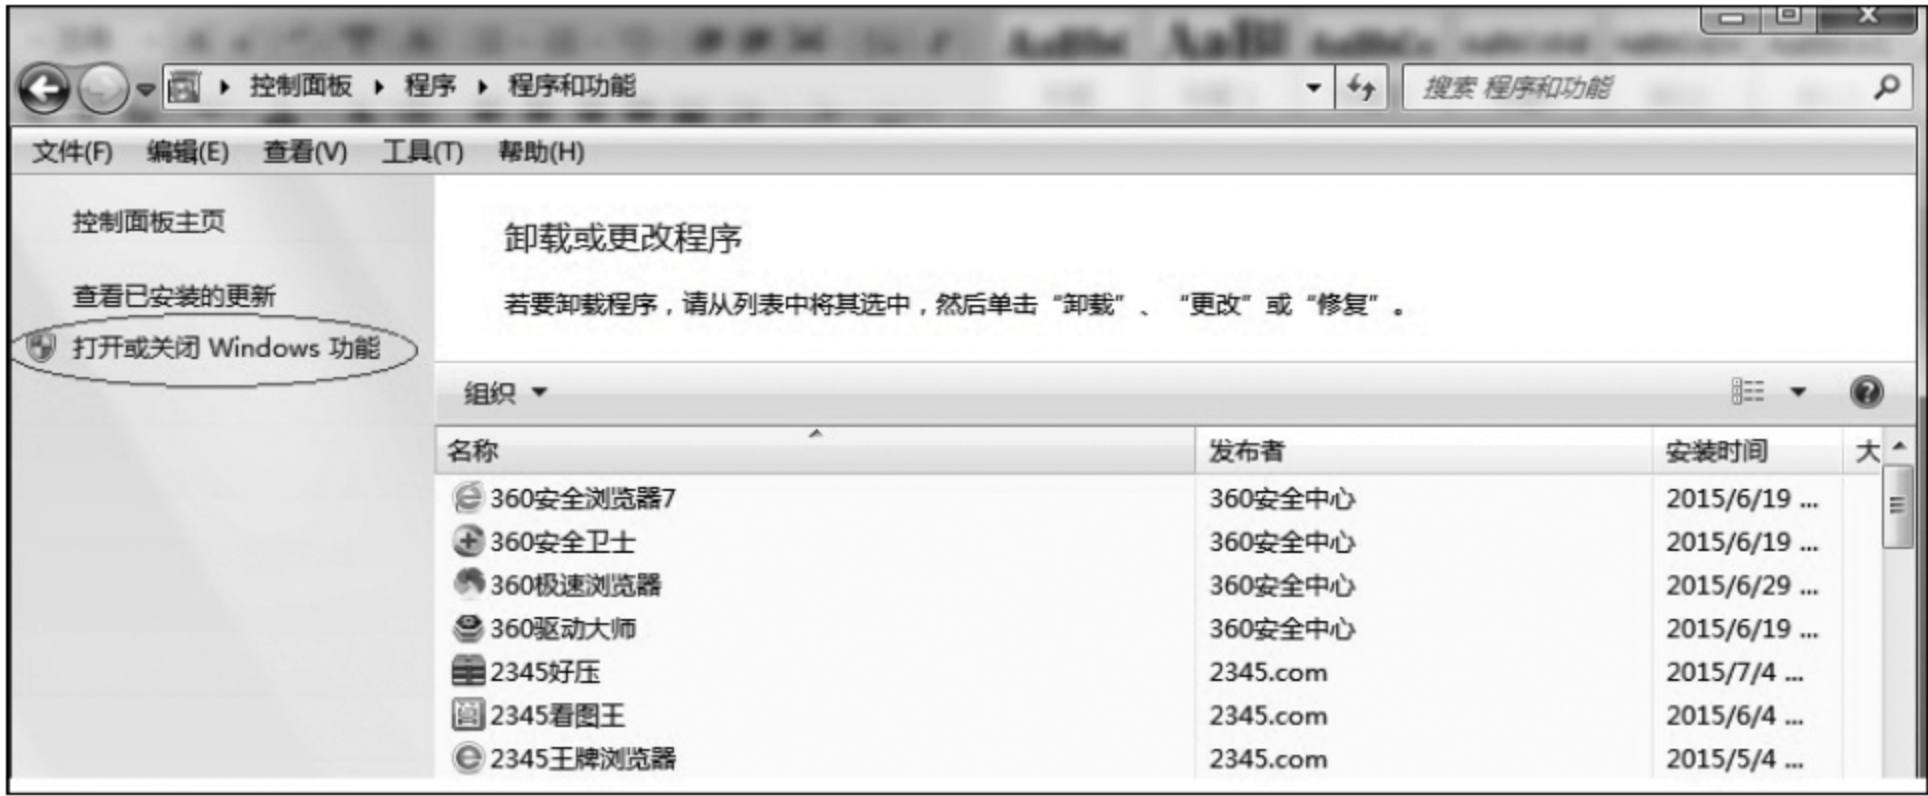 控制面板 程序 程序和功能 搜索 程序和功能
文件(F) 编辑(E) 查看(V) 工具(T) 帮助(H)
控制面板主页
查看已安装的更新
打开或关闭 Windows 功能
卸载或更改程序
若要卸载程序，请从列表中将其选中，然后单击“卸载”、“更改”或“修复”。
组织
名称 发布者 安装时间 大
360安全浏览器7 360安全中心 2015/6/19 ...
360安全卫士 360安全中心 2015/6/19 ...
360极速浏览器 360安全中心 2015/6/29 ...
360驱动大师 360安全中心 2015/6/19 ...
2345好压 2345.com 2015/7/4 ...
2345看图王 2345.com 2015/6/4 ...
2345王牌浏览器 2345.com 2015/5/4 ...